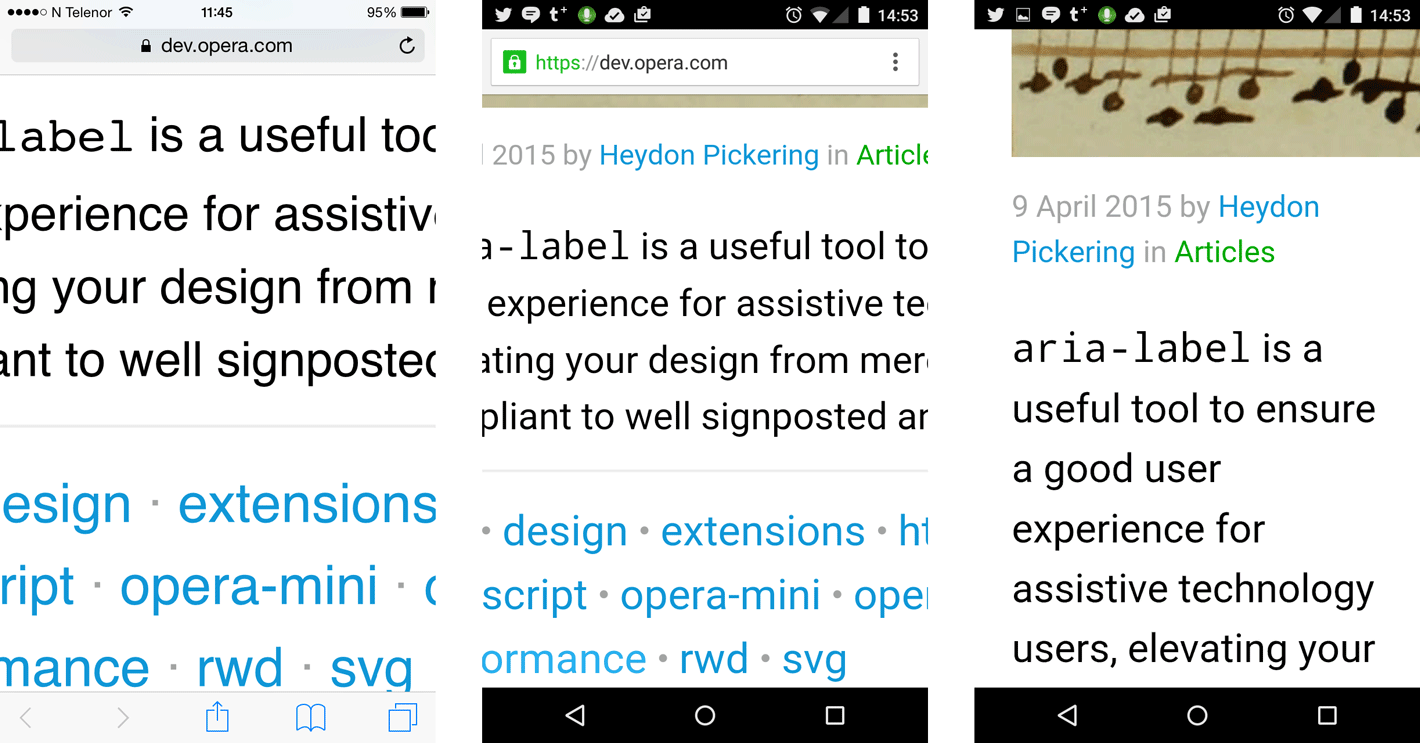 N Telenor 11:45 95%
dev.opera.com
label is a useful too
xperience for assistiv
ng your design from
ant to well signposted
esign · extensions
ript · opera-mini ·
mance · rwd · svg
t+ 14:53
https://dev.opera.com
2015 by Heydon Pickering in Article
a-label is a useful tool to
experience for assistive te
ating your design from mer
pliant to well signposted an
· design · extensions · ht
script · opera-mini · oper
ormance · rwd · svg
t+ 14:53
9 April 2015 by Heydon
Pickering in Articles
aria-label is a
useful tool to ensure
a good user
experience for
assistive technology
users, elevating your